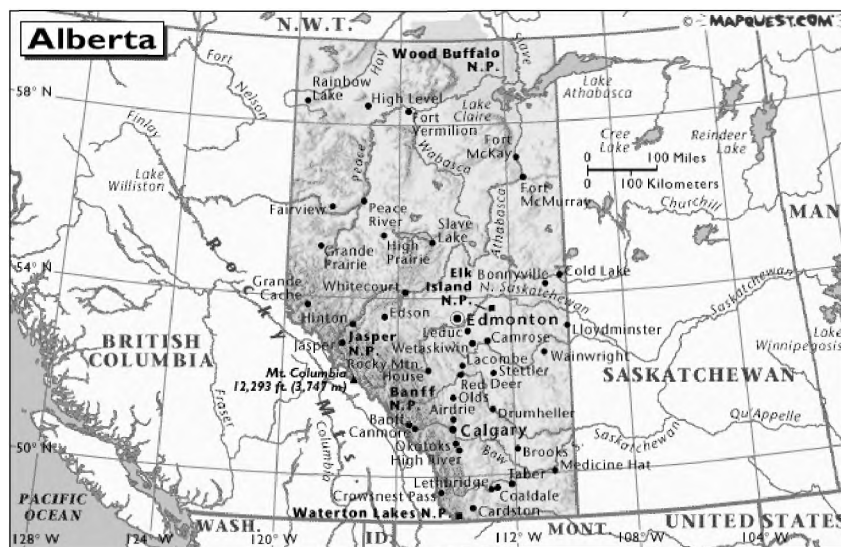 Alberta
N.W.T.
© MAPQUEST.COM
Wood Buffalo
N.P.
Slave
Hay
Fort
Nelson
Lake
Athabasca
58° N
Rainbow
Lake
High Level
Lake
Claire
Fort
Vermilion
Finlay
Wabasca
Fort
McKay
Cree
Lake
Reindeer
Lake
0 100 Miles
0 100 Kilometers
Lake
Williston
Peace
Fort
McMurray
Churchill
Fairview
Peace
River
Slave
Lake
Athabasca
MAN
Rocky Mts.
Grande
Prairie
High
Prairie
54° N
Elk
Island
N.P.
Bonnyville
Cold Lake
Grande
Cache
Whitecourt
N. Saskatchewan
Saskatchewan
Hinton
Edson
Edmonton
Lloydminster
BRITISH
COLUMBIA
Jasper
Jasper
N.P.
Leduc
Camrose
Wetaskiwin
Wainwright
Lake
Winnipegosis
Mt. Columbia
12,293 ft. (3,747 m)
Rocky Mtn.
House
Lacombe
Stettler
SASKATCHEWAN
Red Deer
Banff
N.P.
Olds
Fraser
Airdrie
Drumheller
Qu'Appelle
Banff
Canmore
Calgary
50° N
Columbia
Okotoks
High River
Bow
Brooks
S. Saskatchewan
Medicine Hat
Taber
Lethbridge
Coaldale
Crowsnest Pass
PACIFIC
OCEAN
Waterton Lakes N.P.
Cardston
WASH.
ID.
MONT.
UNITED STATES
128° W
124° W
120° W
112° W
108° W
104° W